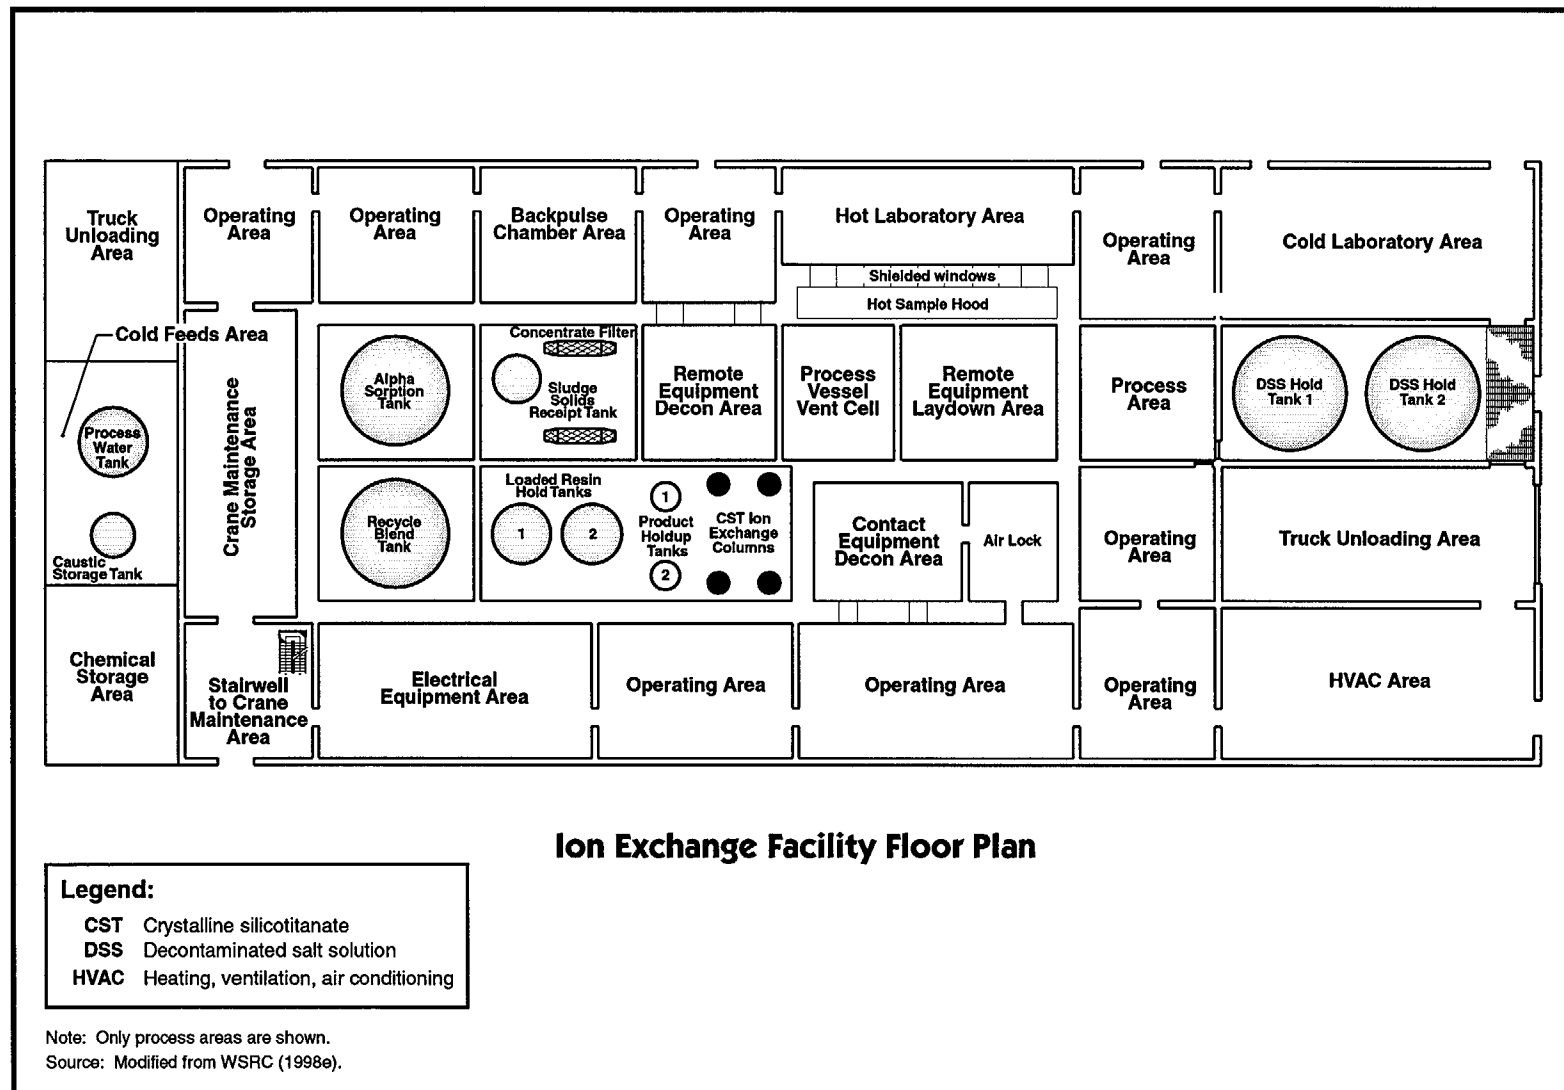 Truck
Unloading
Area
Operating
Area
Operating
Area
Backpulse
Chamber Area
Operating
Area
Hot Laboratory Area
Operating
Area
Cold Laboratory Area
Shielded windows
Hot Sample Hood
Cold Feeds Area
Process
Water
Tank
Caustic
Storage Tank
Crane Maintenance
Storage Area
Alpha
Sorption
Tank
Concentrate Filter
Sludge
Solids
Receipt Tank
Remote
Equipment
Decon Area
Process
Vessel
Vent Cell
Remote
Equipment
Laydown Area
Process
Area
DSS Hold
Tank 1
DSS Hold
Tank 2
Recycle
Blend
Tank
Loaded Resin
Hold Tanks
1
2
1
Product
Holdup
Tanks
2
CST Ion
Exchange
Columns
Contact
Equipment
Decon Area
Air Lock
Operating
Area
Truck Unloading Area
Chemical
Storage
Area
Stairwell
to Crane
Maintenance
Area
Electrical
Equipment Area
Operating Area
Operating Area
Operating
Area
HVAC Area
Ion Exchange Facility Floor Plan
Legend:
CST Crystalline silicotitanate
DSS Decontaminated salt solution
HVAC Heating, ventilation, air conditioning
Note: Only process areas are shown.
Source: Modified from WSRC (1998e).